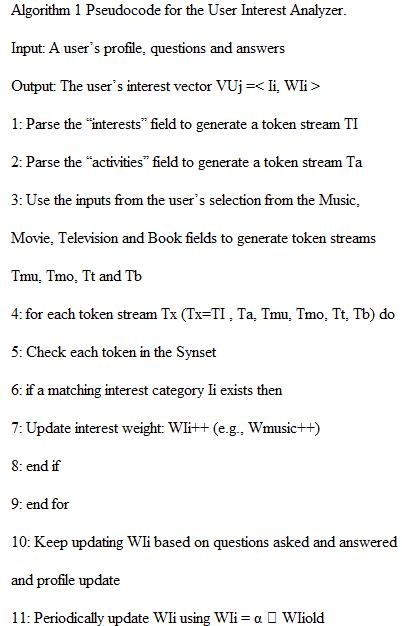 Algorithm 1 Pseudocode for the User Interest Analyzer.
Input: A user's profile, questions and answers
Output: The user's interest vector VUj =< Ii, WIi >
1: Parse the “interests” field to generate a token stream TI
2: Parse the “activities” field to generate a token stream Ta
3: Use the inputs from the user's selection from the Music,
Movie, Television and Book fields to generate token streams
Tmu, Tmo, Tt and Tb
4: for each token stream Tx (Tx=TI , Ta, Tmu, Tmo, Tt, Tb) do
5: Check each token in the Synset
6: if a matching interest category Ii exists then
7: Update interest weight: WIi++ (e.g., Wmusic++)
8: end if
9: end for
10: Keep updating WIi based on questions asked and answered
and profile update
11: Periodically update WIi using WIi = α □ WIiold